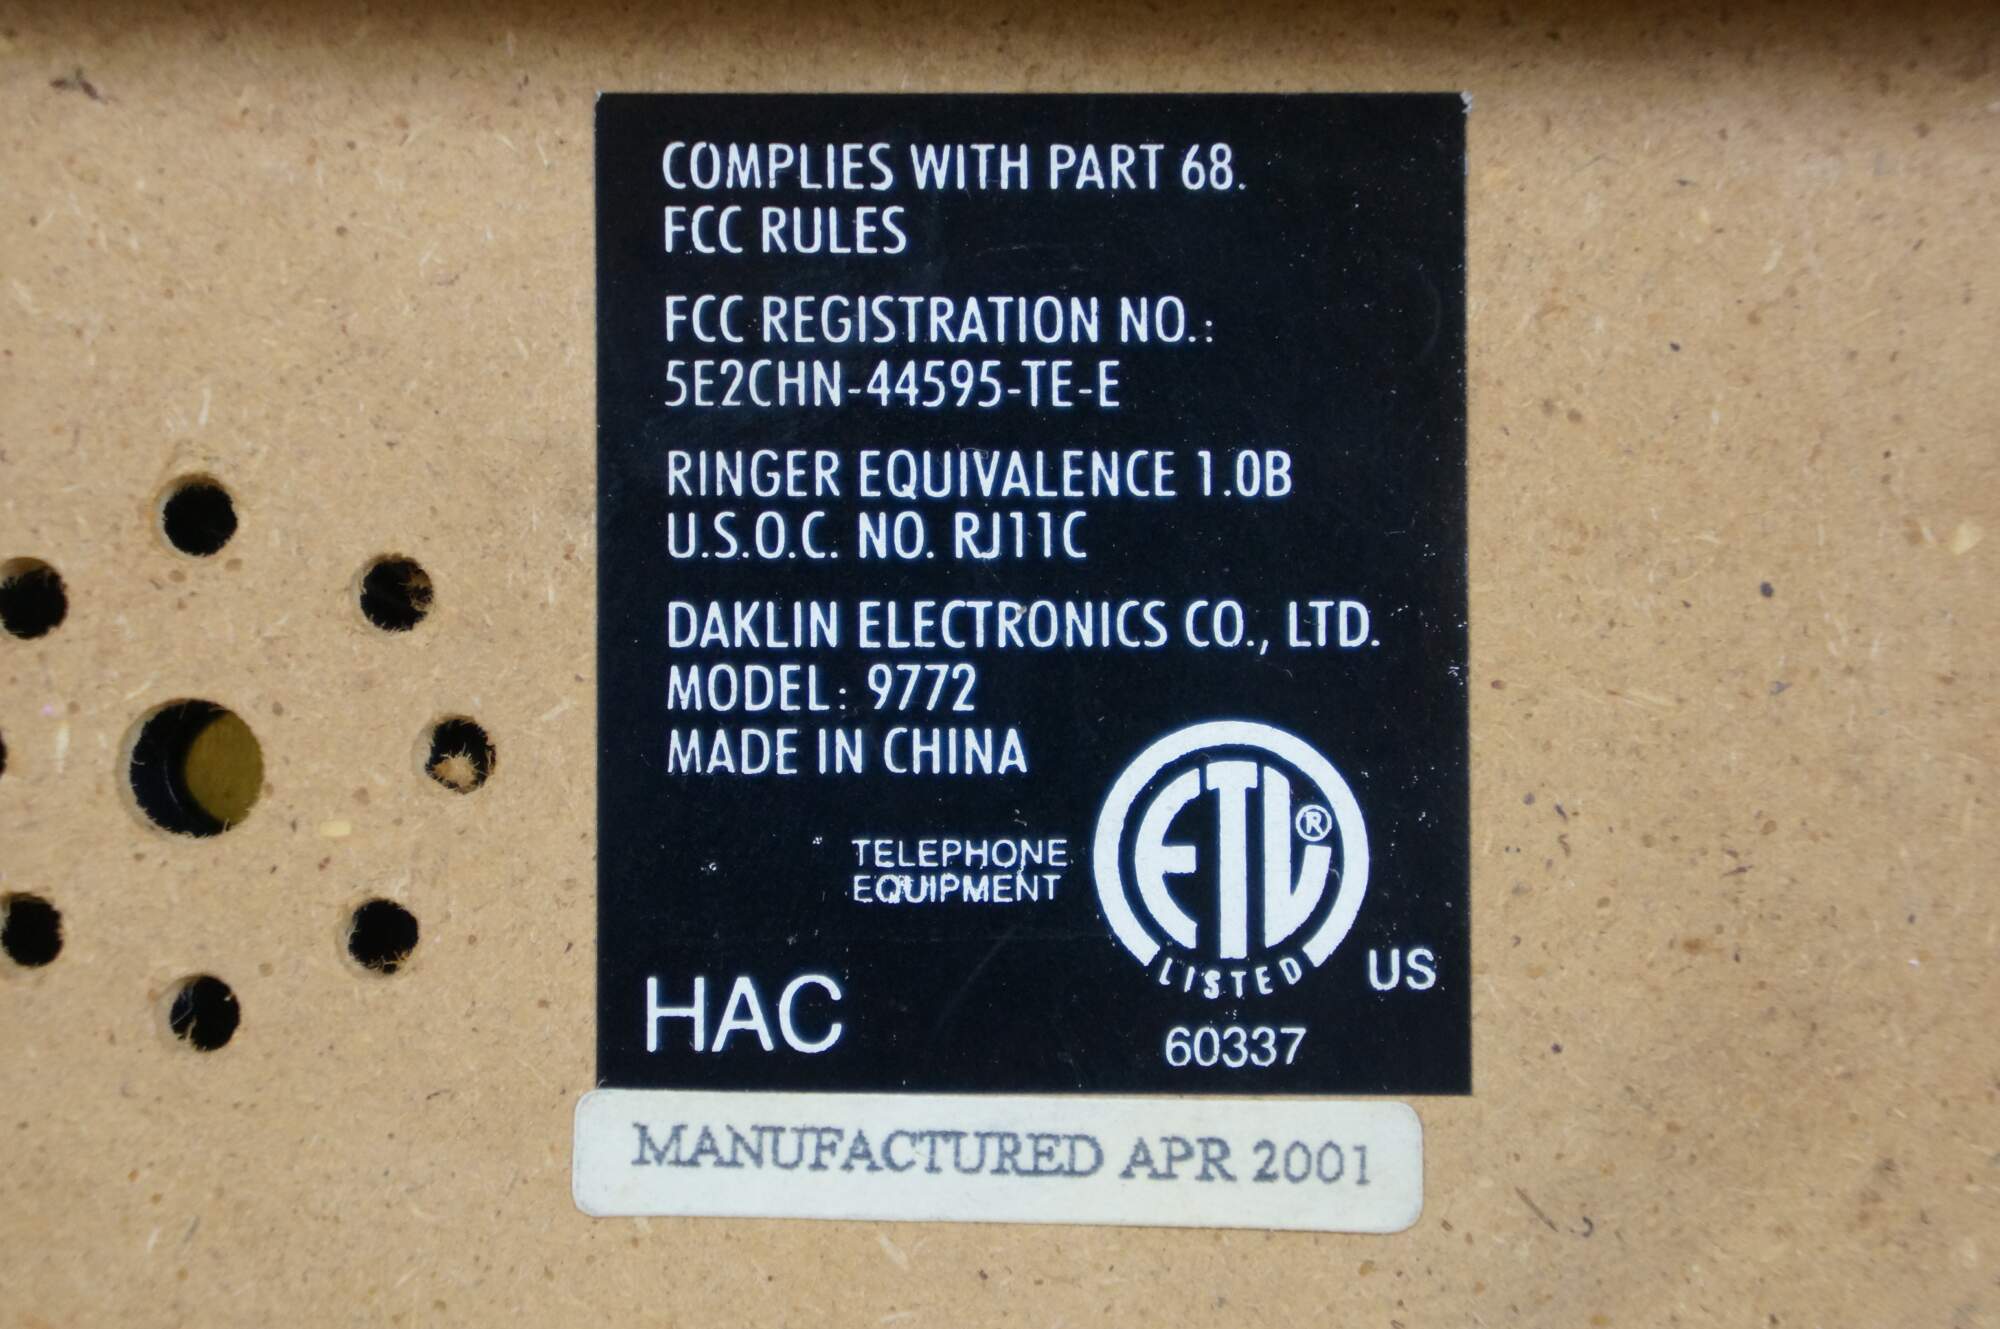 COMPLIES WITH PART 68.
FCC RULES
FCC REGISTRATION NO.:
5E2CHN-44595-TE-E
RINGER EQUIVALENCE 1.0B
U.S.O.C. NO. RJ11C
DAKLIN ELECTRONICS CO., LTD.
MODEL: 9772
MADE IN CHINA
TELEPHONE
EQUIPMENT
ETL®
LISTED
US
HAC
60337
MANUFACTURED APR 2001